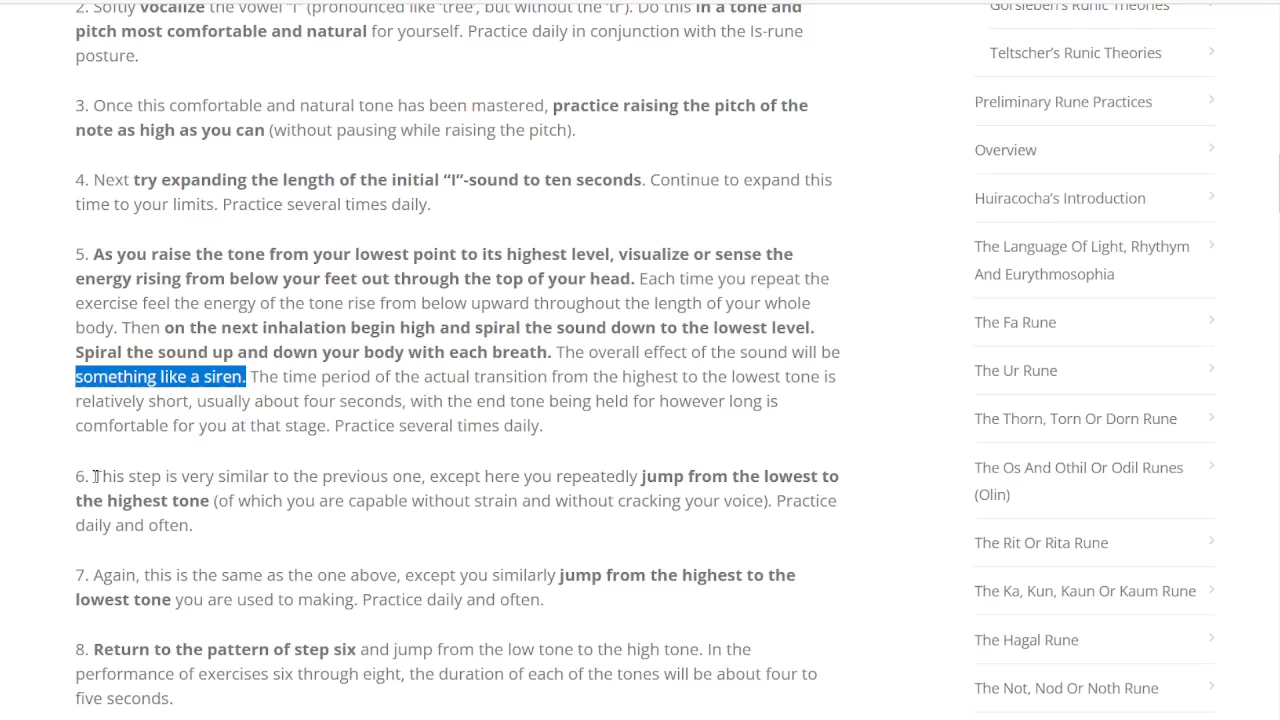 2. Softly vocalize the vowel “I” (pronounced like ‘tree’, but without the ‘tr’). Do this in a tone and
pitch most comfortable and natural for yourself. Practice daily in conjunction with the Is-rune
posture.
3. Once this comfortable and natural tone has been mastered, practice raising the pitch of the
note as high as you can (without pausing while raising the pitch).
4. Next try expanding the length of the initial “I”-sound to ten seconds. Continue to expand this
time to your limits. Practice several times daily.
5. As you raise the tone from your lowest point to its highest level, visualize or sense the
energy rising from below your feet out through the top of your head. Each time you repeat the
exercise feel the energy of the tone rise from below upward throughout the length of your whole
body. Then on the next inhalation begin high and spiral the sound down to the lowest level.
Spiral the sound up and down your body with each breath. The overall effect of the sound will be
something like a siren. The time period of the actual transition from the highest to the lowest tone is
relatively short, usually about four seconds, with the end tone being held for however long is
comfortable for you at that stage. Practice several times daily.
6. This step is very similar to the previous one, except here you repeatedly jump from the lowest to
the highest tone (of which you are capable without strain and without cracking your voice). Practice
daily and often.
7. Again, this is the same as the one above, except you similarly jump from the highest to the
lowest tone you are used to making. Practice daily and often.
8. Return to the pattern of step six and jump from the low tone to the high tone. In the
performance of exercises six through eight, the duration of each of the tones will be about four to
five seconds.
Gorsleben’s Runic Theories
Teltscher’s Runic Theories
Preliminary Rune Practices
Overview
Huiracocha’s Introduction
The Language Of Light, Rhythym
And Eurythmosophia
The Fa Rune
The Ur Rune
The Thorn, Torn Or Dorn Rune
The Os And Othil Or Odil Runes
(Olin)
The Rit Or Rita Rune
The Ka, Kun, Kaun Or Kaum Rune
The Hagal Rune
The Not, Nod Or Noth Rune